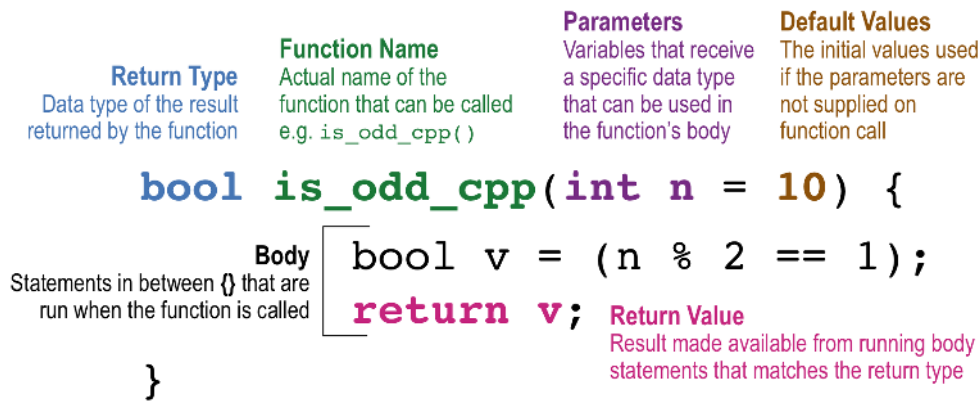 Return Type
Data type of the result
returned by the function
Function Name
Actual name of the
function that can be called
e.g. is_odd_cpp()
Parameters
Variables that receive
a specific data type
that can be used in
the function's body
Default Values
The initial values used
if the parameters are
not supplied on
function call
bool is_odd_cpp(int n = 10) {
Body
Statements in between {} that are
run when the function is called
bool v = (n % 2 == 1);
return v;
Return Value
Result made available from running body
statements that matches the return type
}